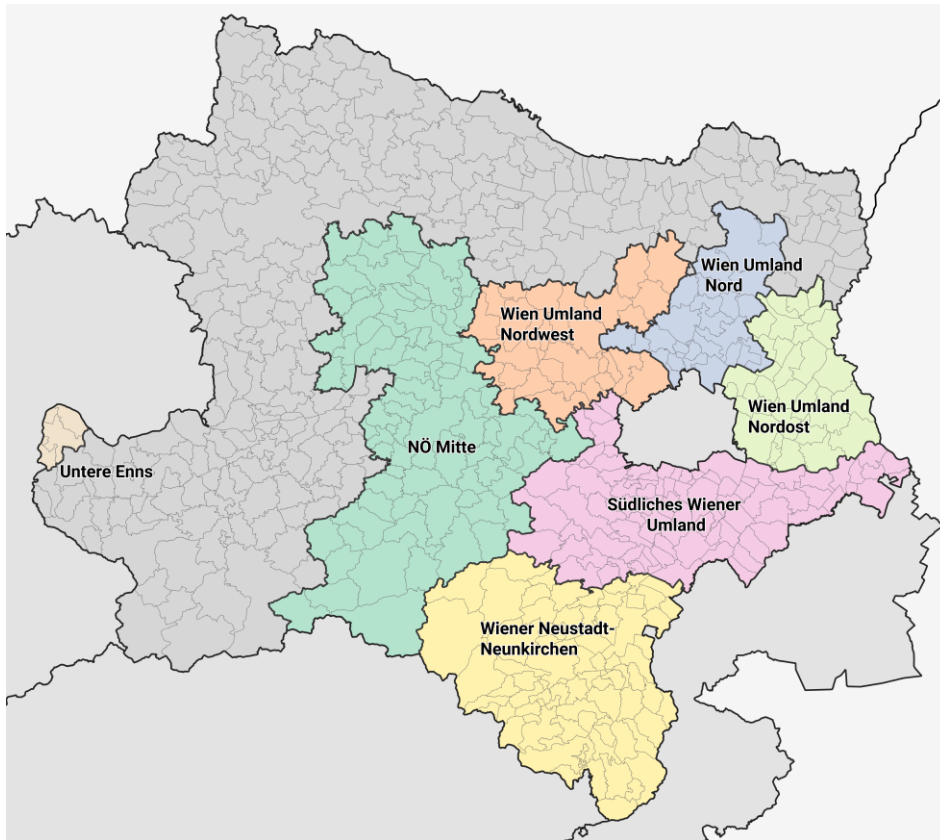 Wien Umland
Nord
Wien Umland
Nordwest
Wien Umland
Nordost
NÖ Mitte
Untere Enns
Südliches Wiener
Umland
Wiener Neustadt-
Neunkirchen